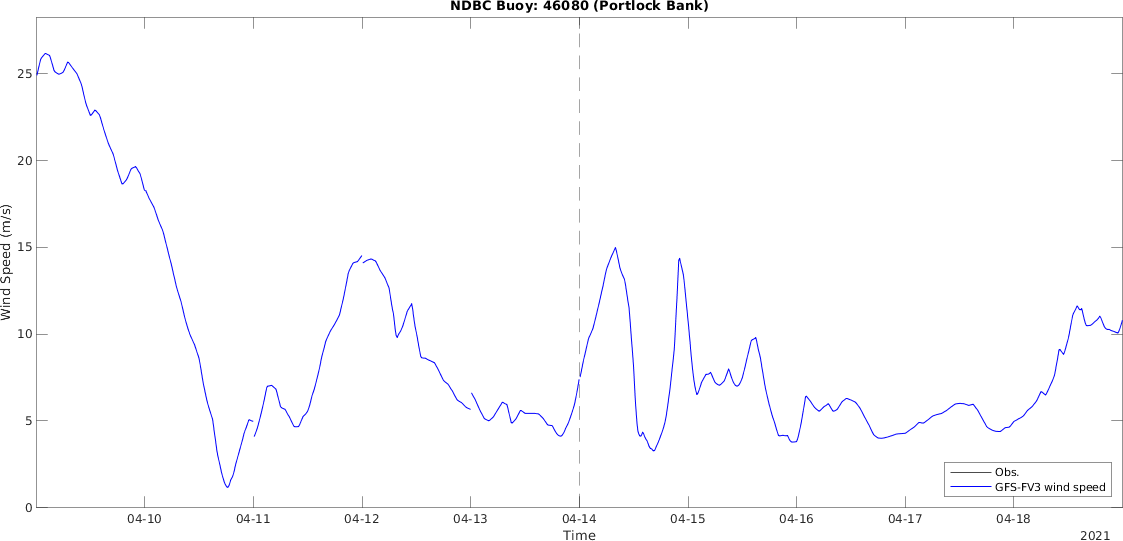 NDBC Buoy: 46080 (Portlock Bank)
Wind Speed (m/s)
25
20
15
10
5
0
04-10 04-11 04-12 04-13 04-14 04-15 04-16 04-17 04-18
Time
2021
Obs.
GFS-FV3 wind speed